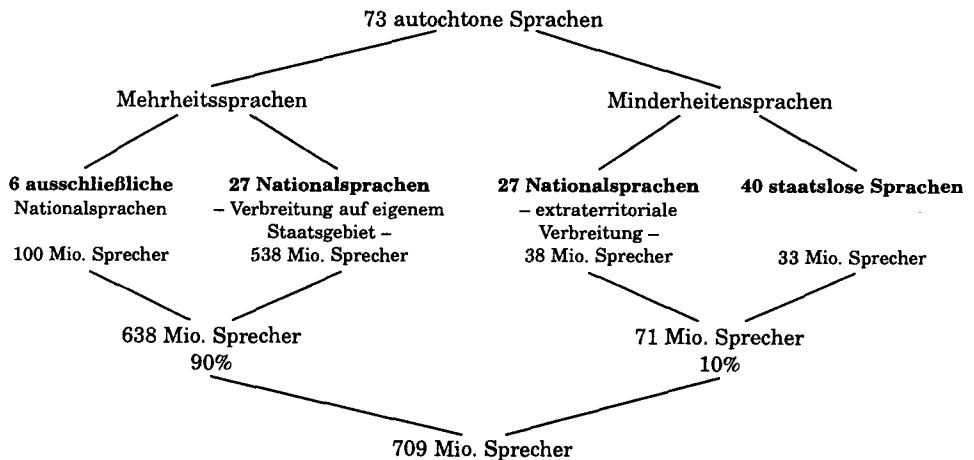 73 autochtone Sprachen
Mehrheitssprachen
Minderheitensprachen
6 ausschließliche
Nationalsprachen
100 Mio. Sprecher
27 Nationalsprachen
– Verbreitung auf eigenem
Staatsgebiet –
538 Mio. Sprecher
27 Nationalsprachen
– extraterritoriale
Verbreitung –
38 Mio. Sprecher
40 staatslose Sprachen
33 Mio. Sprecher
638 Mio. Sprecher
90%
71 Mio. Sprecher
10%
709 Mio. Sprecher